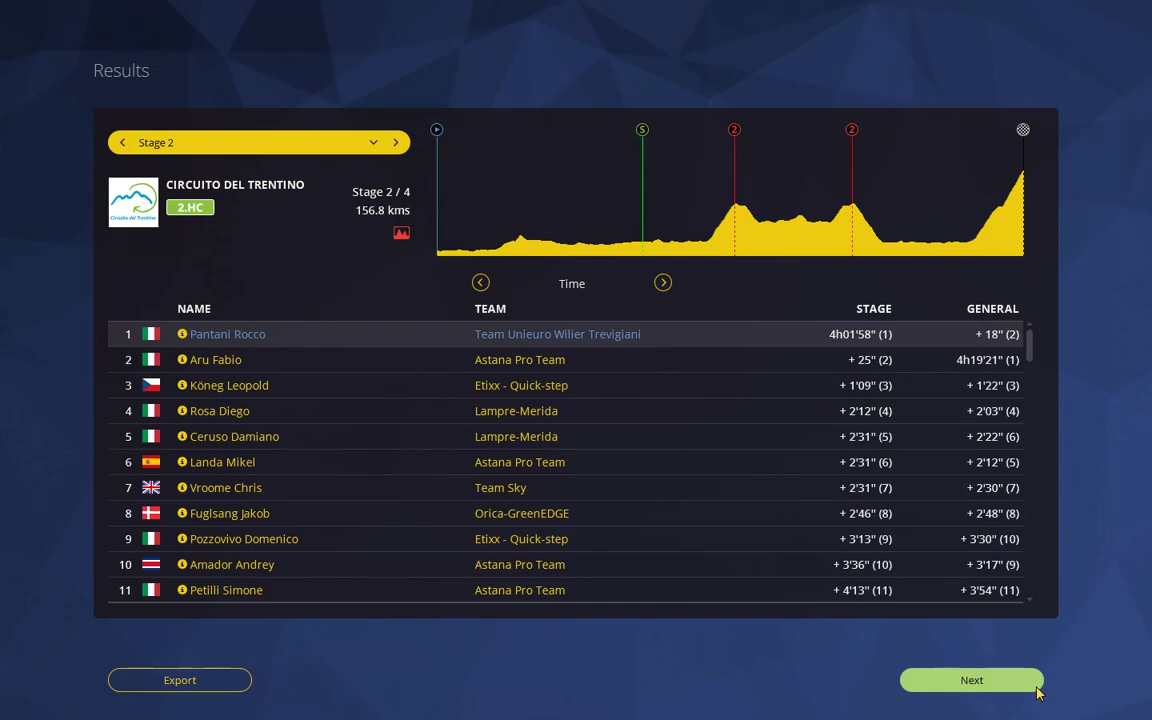 Results
Stage 2
CIRCUITO DEL TRENTINO
2.HC
Stage 2 / 4
156.8 kms
Circuito del Trentino
S 2 2
Time
NAME TEAM STAGE GENERAL
1 Pantani Rocco Team Unieuro Wilier Trevigiani 4h01'58'' (1) + 18'' (2)
2 Aru Fabio Astana Pro Team + 25'' (2) 4h19'21'' (1)
3 Köneg Leopold Etixx - Quick-step + 1'09'' (3) + 1'22'' (3)
4 Rosa Diego Lampre-Merida + 2'12'' (4) + 2'03'' (4)
5 Ceruso Damiano Lampre-Merida + 2'31'' (5) + 2'22'' (6)
6 Landa Mikel Astana Pro Team + 2'31'' (6) + 2'12'' (5)
7 Vroome Chris Team Sky + 2'31'' (7) + 2'30'' (7)
8 Fuglsang Jakob Orica-GreenEDGE + 2'46'' (8) + 2'48'' (8)
9 Pozzovivo Domenico Etixx - Quick-step + 3'13'' (9) + 3'30'' (10)
10 Amador Andrey Astana Pro Team + 3'36'' (10) + 3'17'' (9)
11 Petilli Simone Astana Pro Team + 4'13'' (11) + 3'54'' (11)
Export
Next